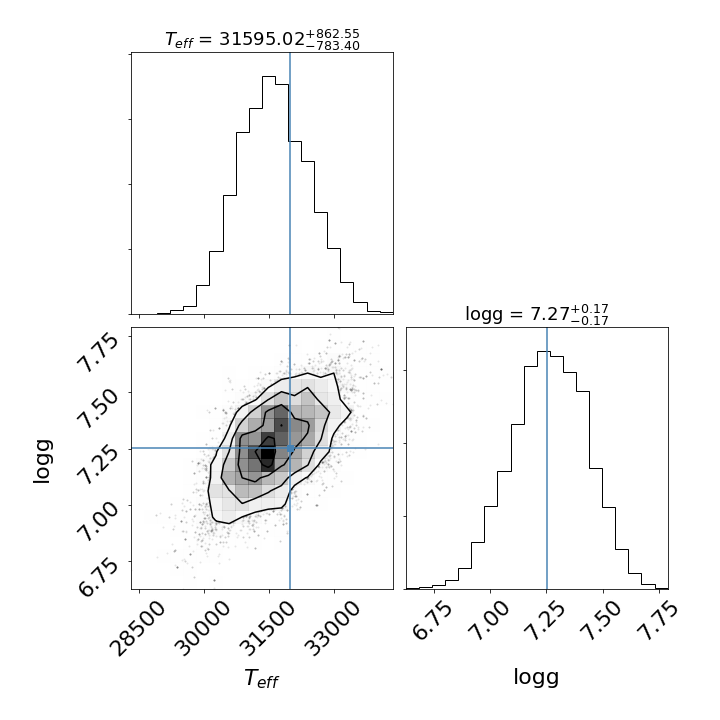 T_eff = 31595.02^{+862.55}_{-783.40}
logg = 7.27^{+0.17}_{-0.17}
7.75
7.50
7.25
7.00
6.75
logg
28500 30000 31500 33000
6.75 7.00 7.25 7.50 7.75
T_eff
logg